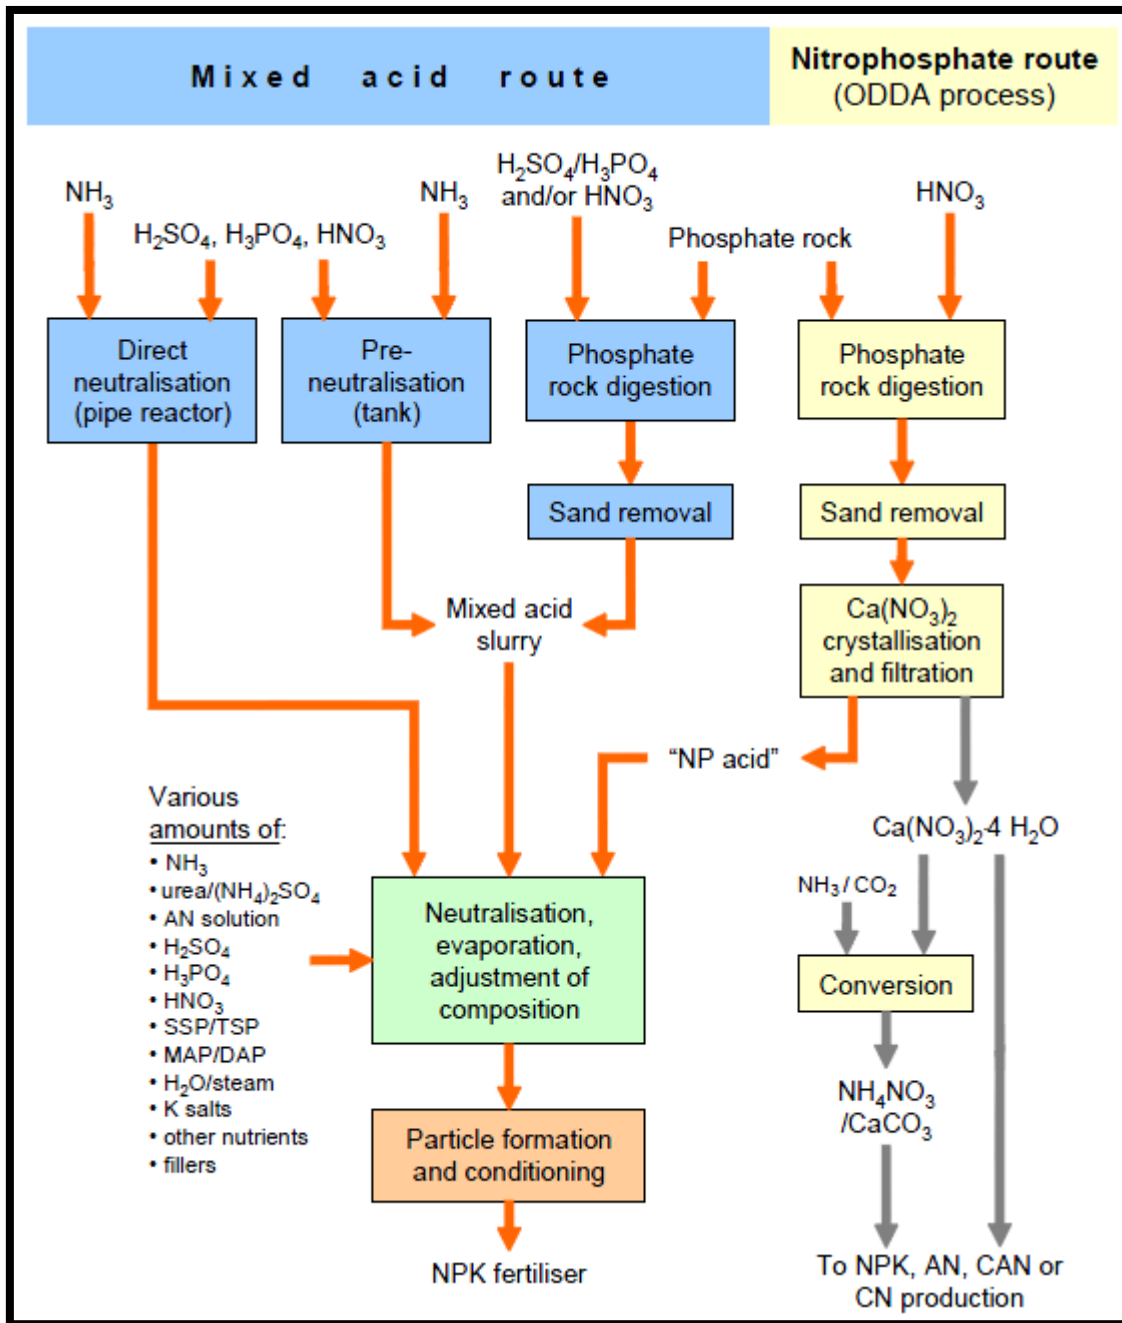 Mixed acid route
Nitrophosphate route
(ODDA process)
NH₃
H₂SO₄, H₃PO₄, HNO₃
NH₃
H₂SO₄/H₃PO₄
and/or HNO₃
Phosphate rock
HNO₃
Direct
neutralisation
(pipe reactor)
Pre-
neutralisation
(tank)
Phosphate
rock digestion
Phosphate
rock digestion
Sand removal
Sand removal
Mixed acid
slurry
Ca(NO₃)₂
crystallisation
and filtration
"NP acid"
Ca(NO₃)₂·4 H₂O
Various
amounts of:
• NH₃
• urea/(NH₄)₂SO₄
• AN solution
• H₂SO₄
• H₃PO₄
• HNO₃
• SSP/TSP
• MAP/DAP
• H₂O/steam
• K salts
• other nutrients
• fillers
Neutralisation,
evaporation,
adjustment of
composition
NH₃/CO₂
Conversion
NH₄NO₃
/CaCO₃
Particle formation
and conditioning
NPK fertiliser
To NPK, AN, CAN or
CN production